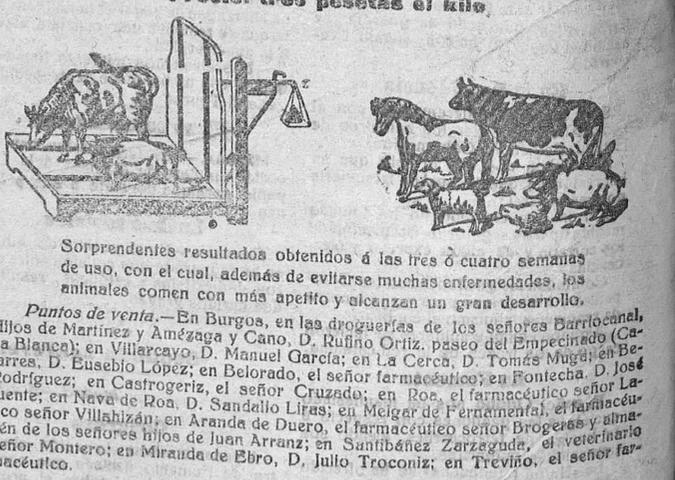 tres pesetas el kilo.
Sorprendentes resultados obtenidos á las tres ó cuatro semanas
de uso, con el cual, además de evitarse muchas enfermedades, los
animales comen con más apetito y alcanzan un gran desarrollo.
Puntos de venta.—En Burgos, en las droguerías de los señores Barriocanal,
Hijos de Martínez y Amézaga y Cano, D. Rufino Ortiz, paseo del Empecinado (Ca-
a Blanca); en Villarcayo, D. Manuel García; en La Cerca, D. Tomás Muga; en Be-
arres, D. Eusebio López; en Belorado, el señor farmacéutico; en Fontecha, D. José
Rodríguez; en Castrogeriz, el señor Cruzado; en Roa, el farmacéutico señor La-
uente; en Nava de Roa, D. Sandalio Liras; en Melgar de Fernamental, el farmacéu-
ico señor Villahizán; en Aranda de Duero, el farmacéutico señor Brogeras y alma-
én de los señores hijos de Juan Arranz; en Santibáñez Zarzaguda, el veterinario
eñor Montero; en Miranda de Ebro, D. Julio Troconiz; en Treviño, el señor far-
macéutico.